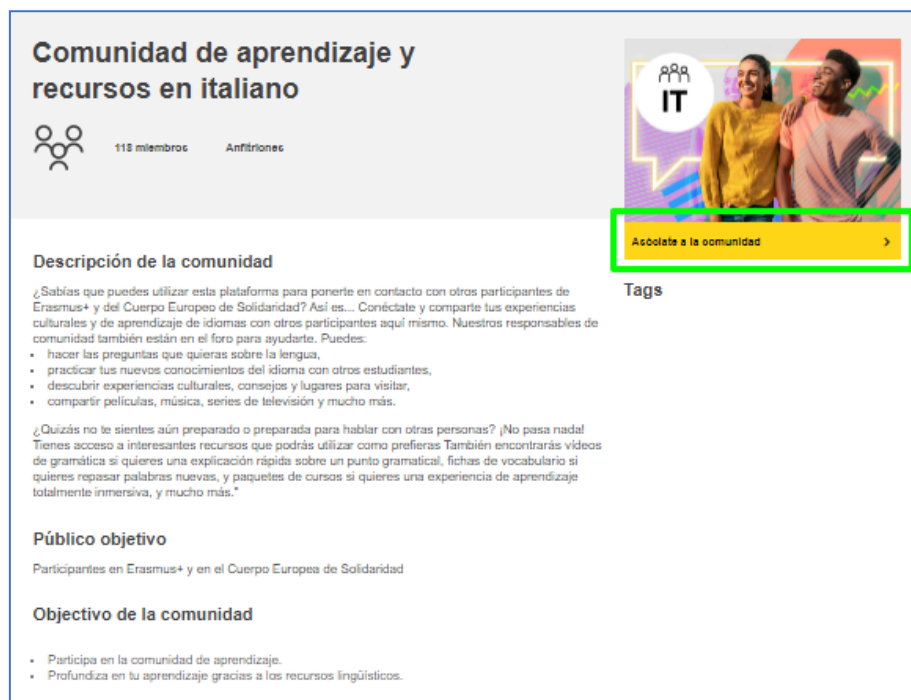 Comunidad de aprendizaje y
recursos en italiano
118 miembros Anfitriones
IT
Asóciate a la comunidad
Tags
Descripción de la comunidad
¿Sabías que puedes utilizar esta plataforma para ponerte en contacto con otros participantes de
Erasmus+ y del Cuerpo Europeo de Solidaridad? Así es... Conéctate y comparte tus experiencias
culturales y de aprendizaje de idiomas con otros participantes aquí mismo. Nuestros responsables de
comunidad también están en el foro para ayudarte. Puedes:
• hacer las preguntas que quieras sobre la lengua,
• practicar tus nuevos conocimientos del idioma con otros estudiantes,
• descubrir experiencias culturales, consejos y lugares para visitar,
• compartir películas, música, series de televisión y mucho más.
¿Quizás no te sientes aún preparado o preparada para hablar con otras personas? ¡No pasa nada!
Tienes acceso a interesantes recursos que podrás utilizar como prefieras También encontrarás vídeos
de gramática si quieres una explicación rápida sobre un punto gramatical, fichas de vocabulario si
quieres repasar palabras nuevas, y paquetes de cursos si quieres una experiencia de aprendizaje
totalmente inmersiva, y mucho más."
Público objetivo
Participantes en Erasmus+ y en el Cuerpo Europea de Solidaridad
Objectivo de la comunidad
• Participa en la comunidad de aprendizaje.
• Profundiza en tu aprendizaje gracias a los recursos lingüísticos.